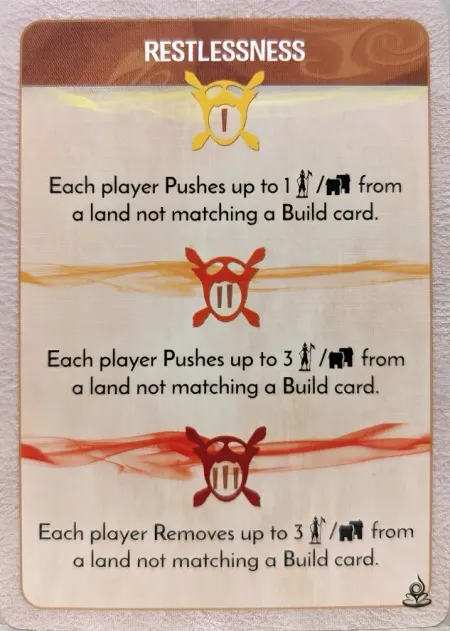 RESTLESSNESS
I
Each player Pushes up to 1 / from
a land not matching a Build card.
II
Each player Pushes up to 3 / from
a land not matching a Build card.
III
Each player Removes up to 3 / from
a land not matching a Build card.